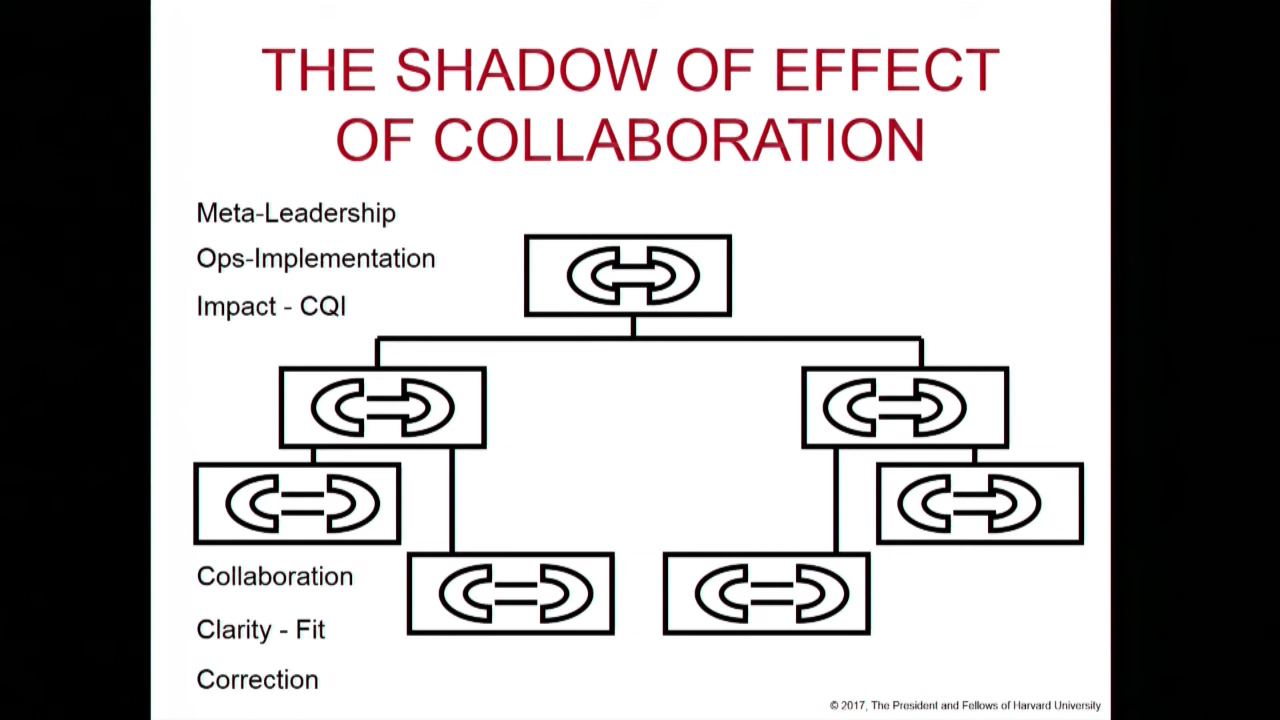 THE SHADOW OF EFFECT
OF COLLABORATION
Meta-Leadership
Ops-Implementation
Impact - CQI
Collaboration
Clarity - Fit
Correction
© 2017, The President and Fellows of Harvard University